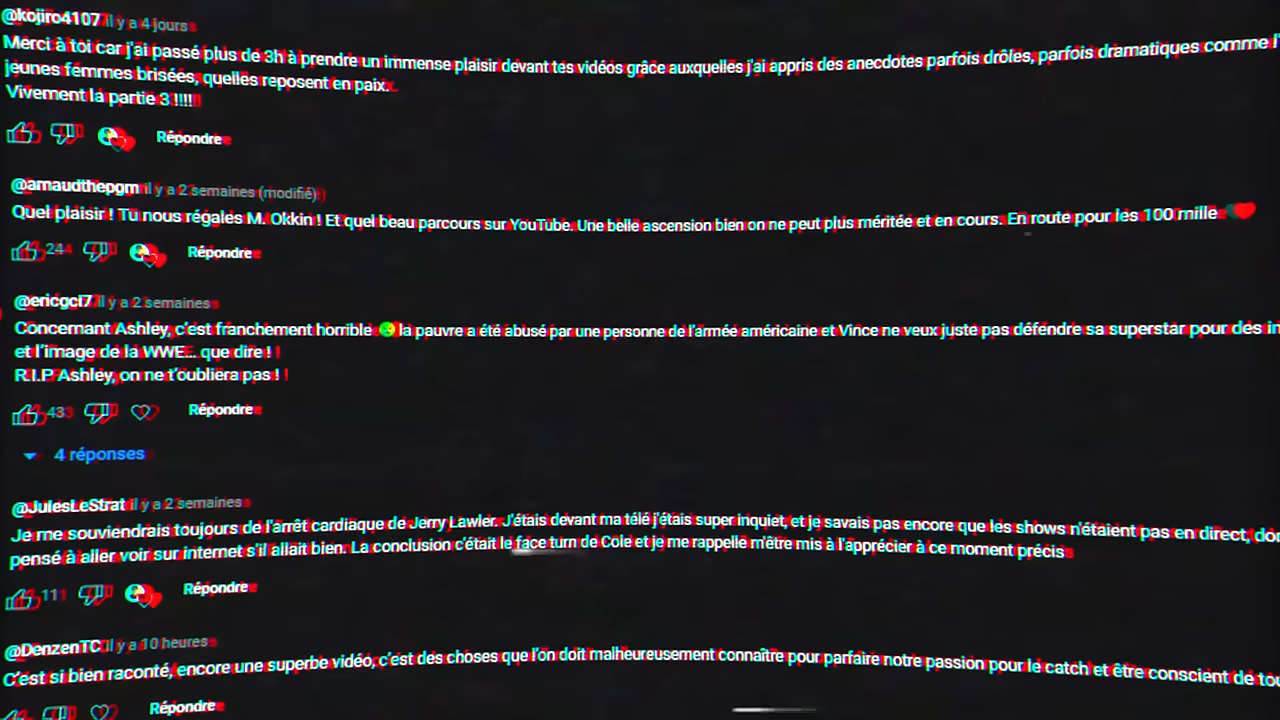 @kojiro4107 il y a 4 jours
Merci à toi car j'ai passé plus de 3h à prendre un immense plaisir devant tes vidéos grâce auxquelles j'ai appris des anecdotes parfois drôles, parfois dramatiques comme l'
jeunes femmes brisées, quelles reposent en paix.
Vivement la partie 3 !!!!
Répondre
@arnaudthepgm il y a 2 semaines (modifié)
Quel plaisir ! Tu nous régales M. Okkin ! Et quel beau parcours sur YouTube. Une belle ascension bien on ne peut plus méritée et en cours. En route pour les 100 mille ❤️
24 Répondre
@ericgcl7 il y a 2 semaines
Concernant Ashley, c'est franchement horrible 🤢 la pauvre a été abusé par une personne de l'armée américaine et Vince ne veux juste pas défendre sa superstar pour des in
et l'image de la WWE... que dire !
R.I.P Ashley, on ne t'oubliera pas !
43 Répondre
4 réponses
@JulesLeStrat il y a 2 semaines
Je me souviendrais toujours de l'arrêt cardiaque de Jerry Lawler. J'étais devant ma télé j'étais super inquiet, et je savais pas encore que les shows n'étaient pas en direct, don
pensé à aller voir sur internet s'il allait bien. La conclusion c'était le face turn de Cole et je me rappelle m'être mis à l'apprécier à ce moment précis
11 Répondre
@DenzenTC il y a 10 heures
C'est si bien raconté, encore une superbe vidéo, c'est des choses que l'on doit malheureusement connaître pour parfaire notre passion pour le catch et être conscient de tou
Répondre